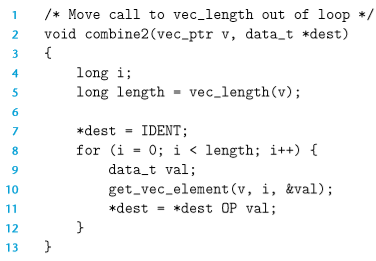 1 /* Move call to vec_length out of loop */
2 void combine2(vec_ptr v, data_t *dest)
3 {
4     long i;
5     long length = vec_length(v);
6
7     *dest = IDENT;
8     for (i = 0; i < length; i++) {
9         data_t val;
10         get_vec_element(v, i, &val);
11         *dest = *dest OP val;
12     }
13 }